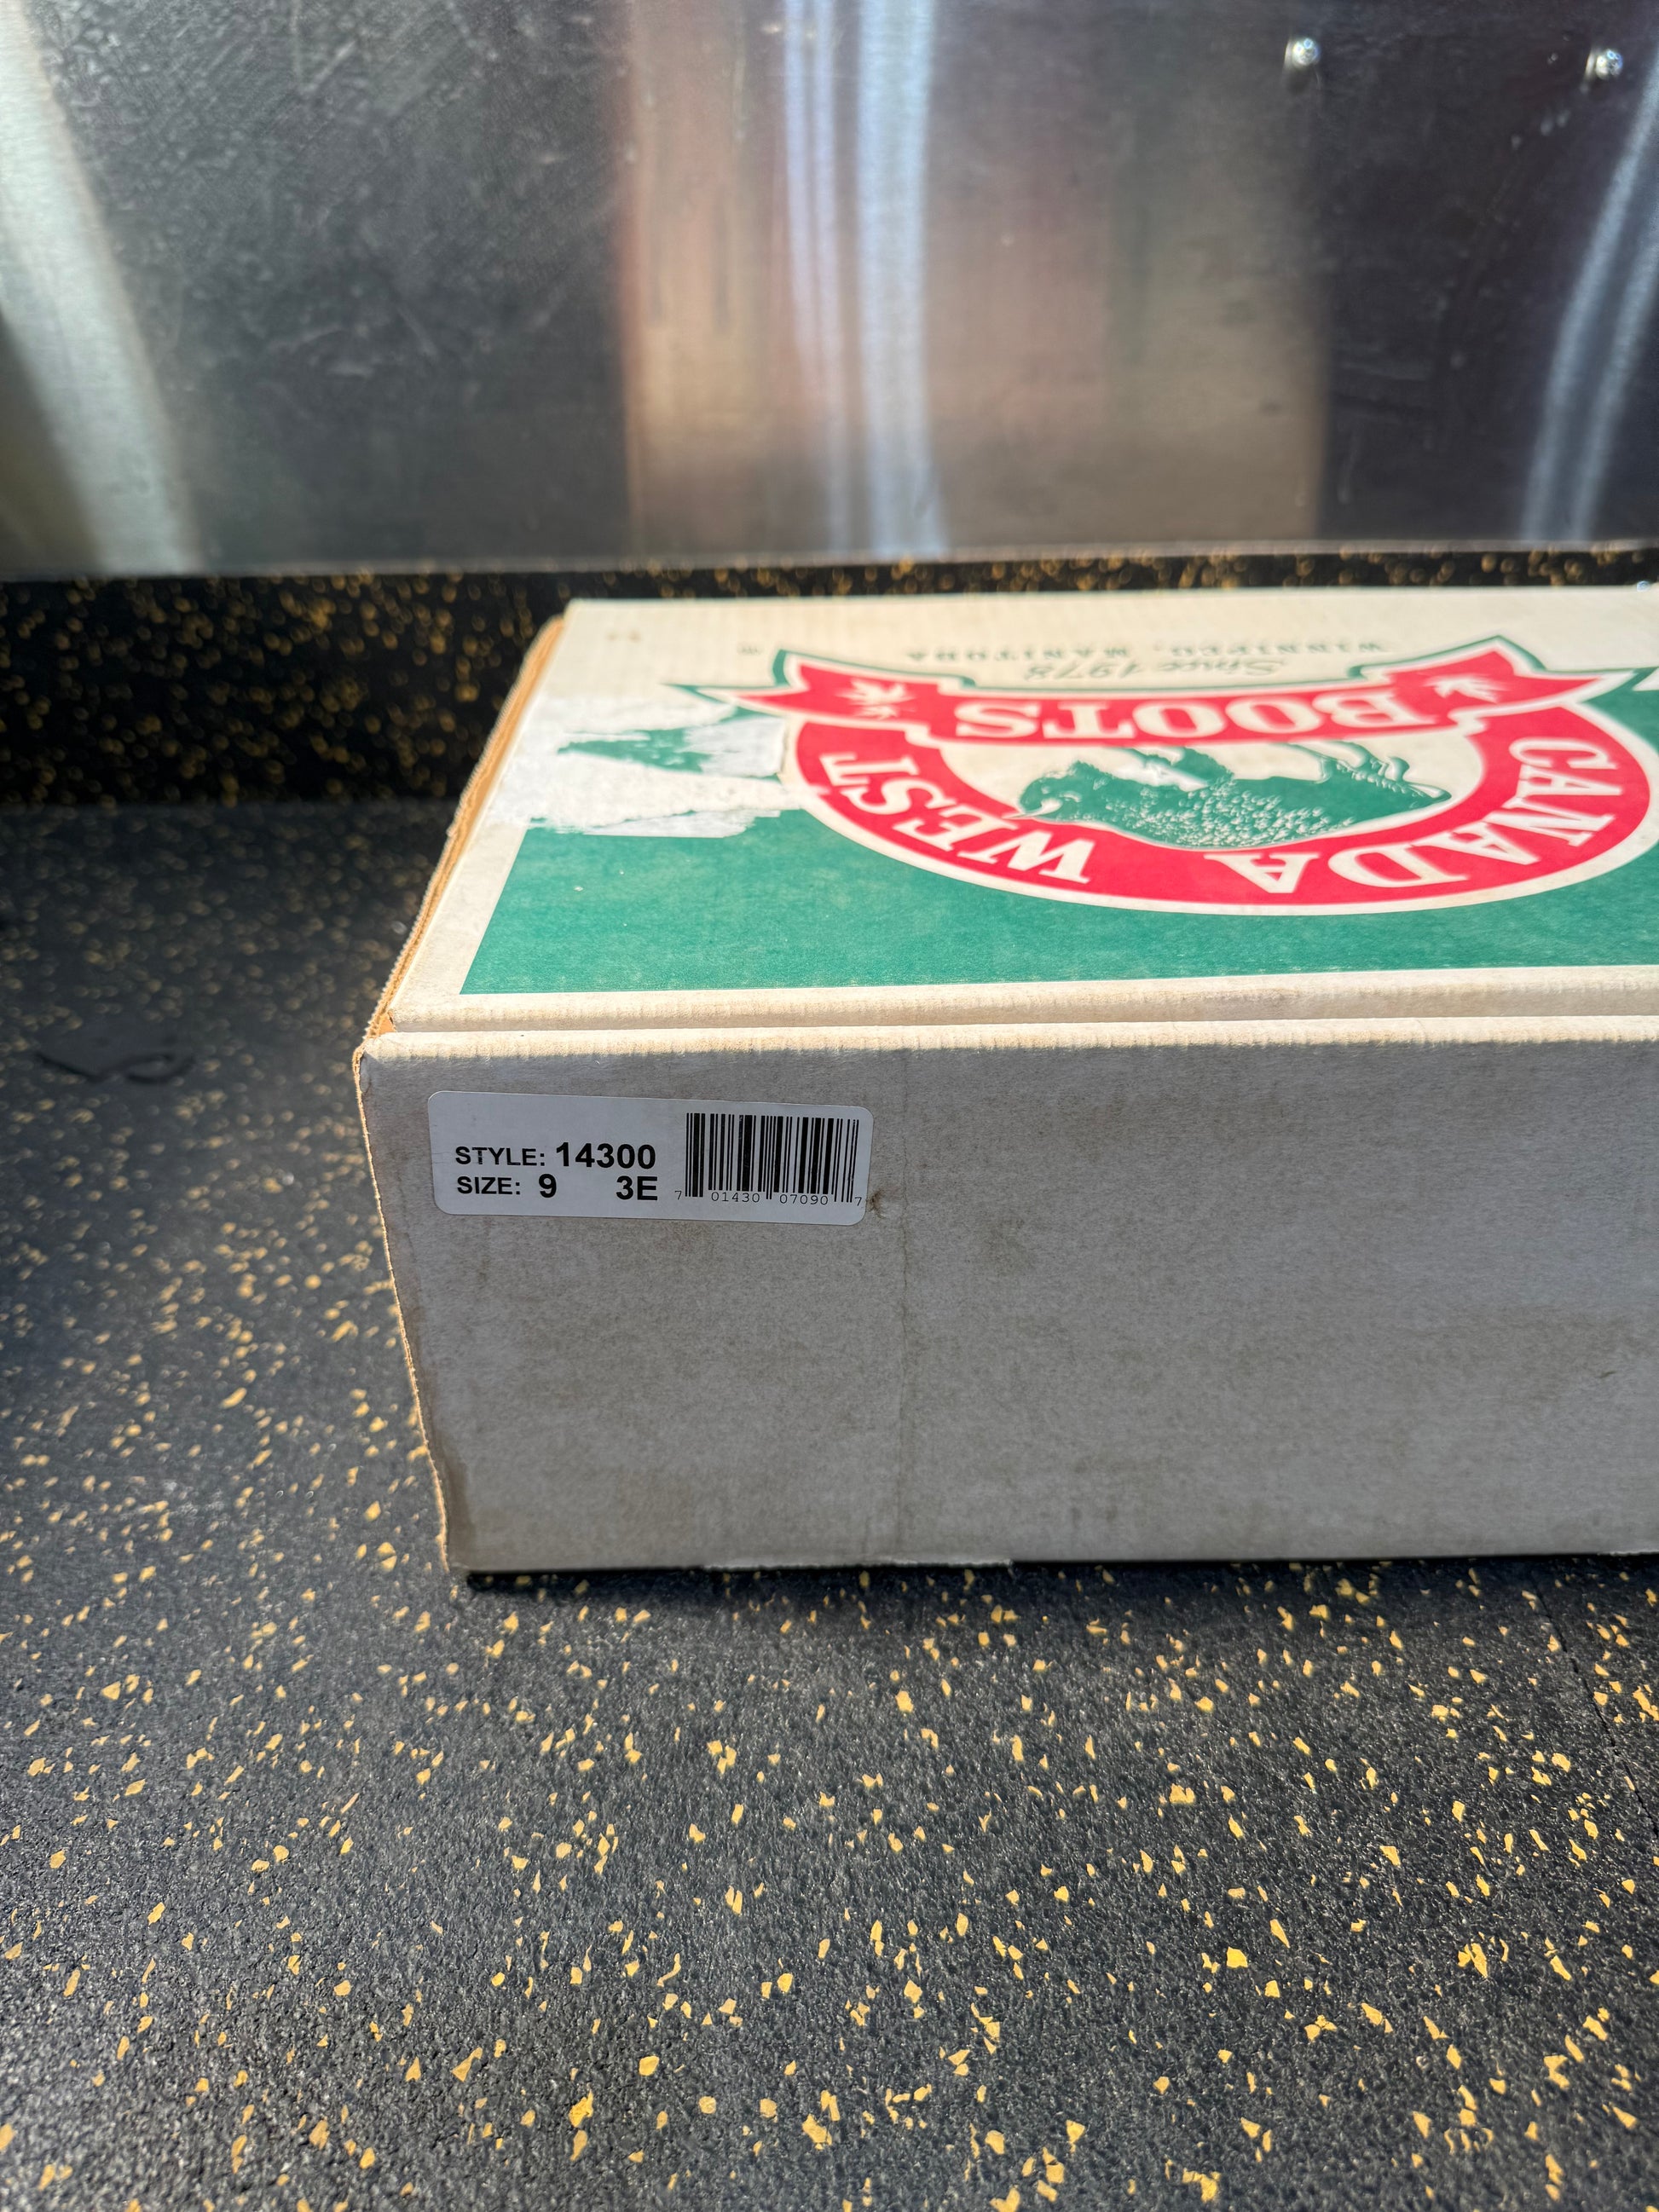 CANADA WEST
BOOTS
Since 1978
WINNIPEG, MANITOBA
STYLE: 14300
SIZE: 9 3E
7 01430 07090 7